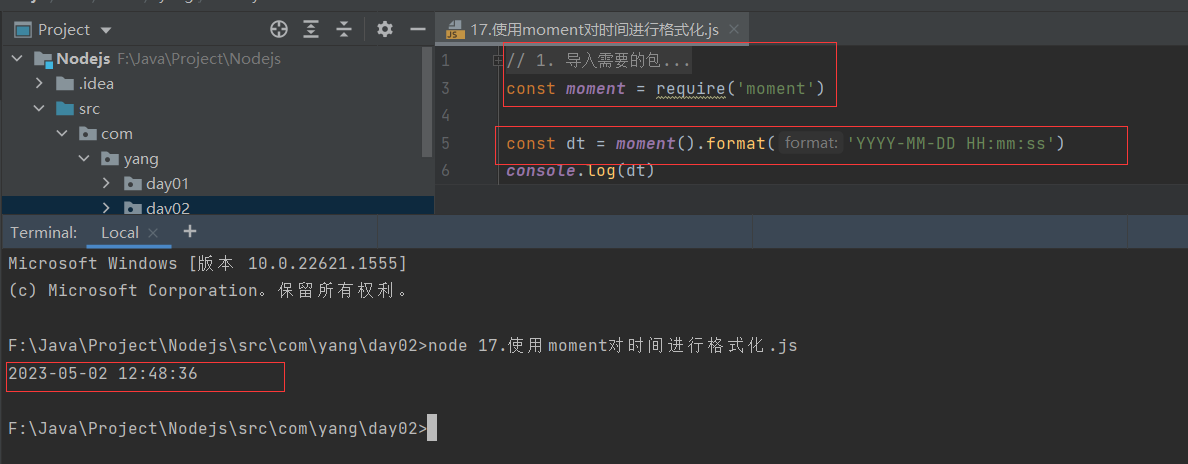 Project
17.使用moment对时间进行格式化.js
Nodejs F:\Java\Project\Nodejs
.idea
src
com
yang
day01
day02
1 // 1. 导入需要的包...
3 const moment = require('moment')
4
5 const dt = moment().format( format: 'YYYY-MM-DD HH:mm:ss')
6 console.log(dt)
Terminal: Local × +
Microsoft Windows [版本 10.0.22621.1555]
(c) Microsoft Corporation。保留所有权利。
F:\Java\Project\Nodejs\src\com\yang\day02>node 17.使用moment对时间进行格式化.js
2023-05-02 12:48:36
F:\Java\Project\Nodejs\src\com\yang\day02>